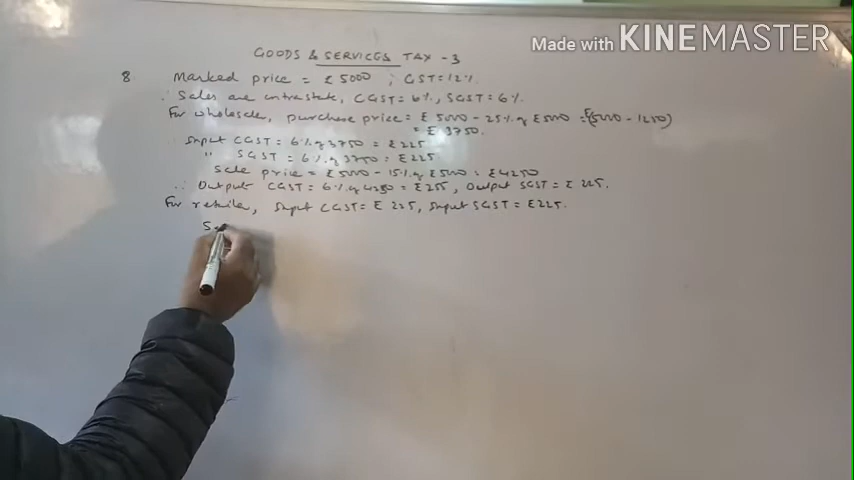 Made with KINEMASTER
GOODS & SERVICES TAX -3
8 Marked price = ₹ 5000 ; GST = 12%.
∴ Sales are intrastate, CGST = 6%, SGST = 6%
For wholesaler, purchase price = ₹ 5000 - 25% of ₹ 5000 = ₹(5000 - 1250)
= ₹ 3750.
Input CGST = 6% of 3750 = ₹225
" SGST = 6% of 3750 = ₹225
Sale price = ₹5000 - 15% of ₹5000 = ₹4250
∴ Output CGST = 6% of 4250 = ₹255, Output SGST = ₹
For retailer, Input CGST = ₹ Input SGST =
S